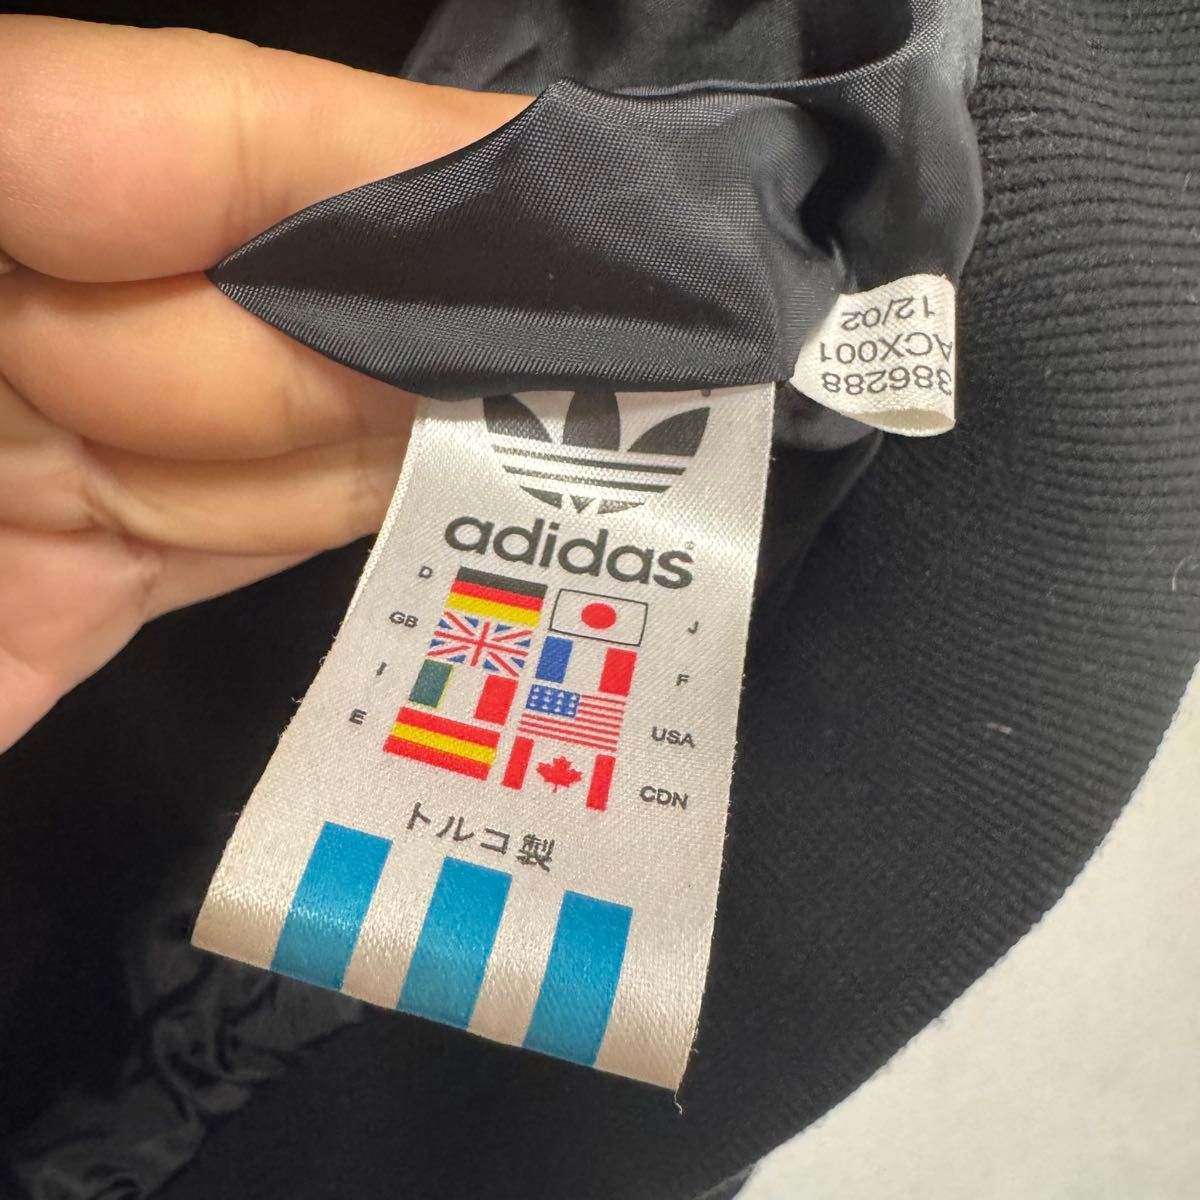 adidas
D
J
GB
F
I
USA
E
CDN
トルコ製
386288
ACX001
12/02